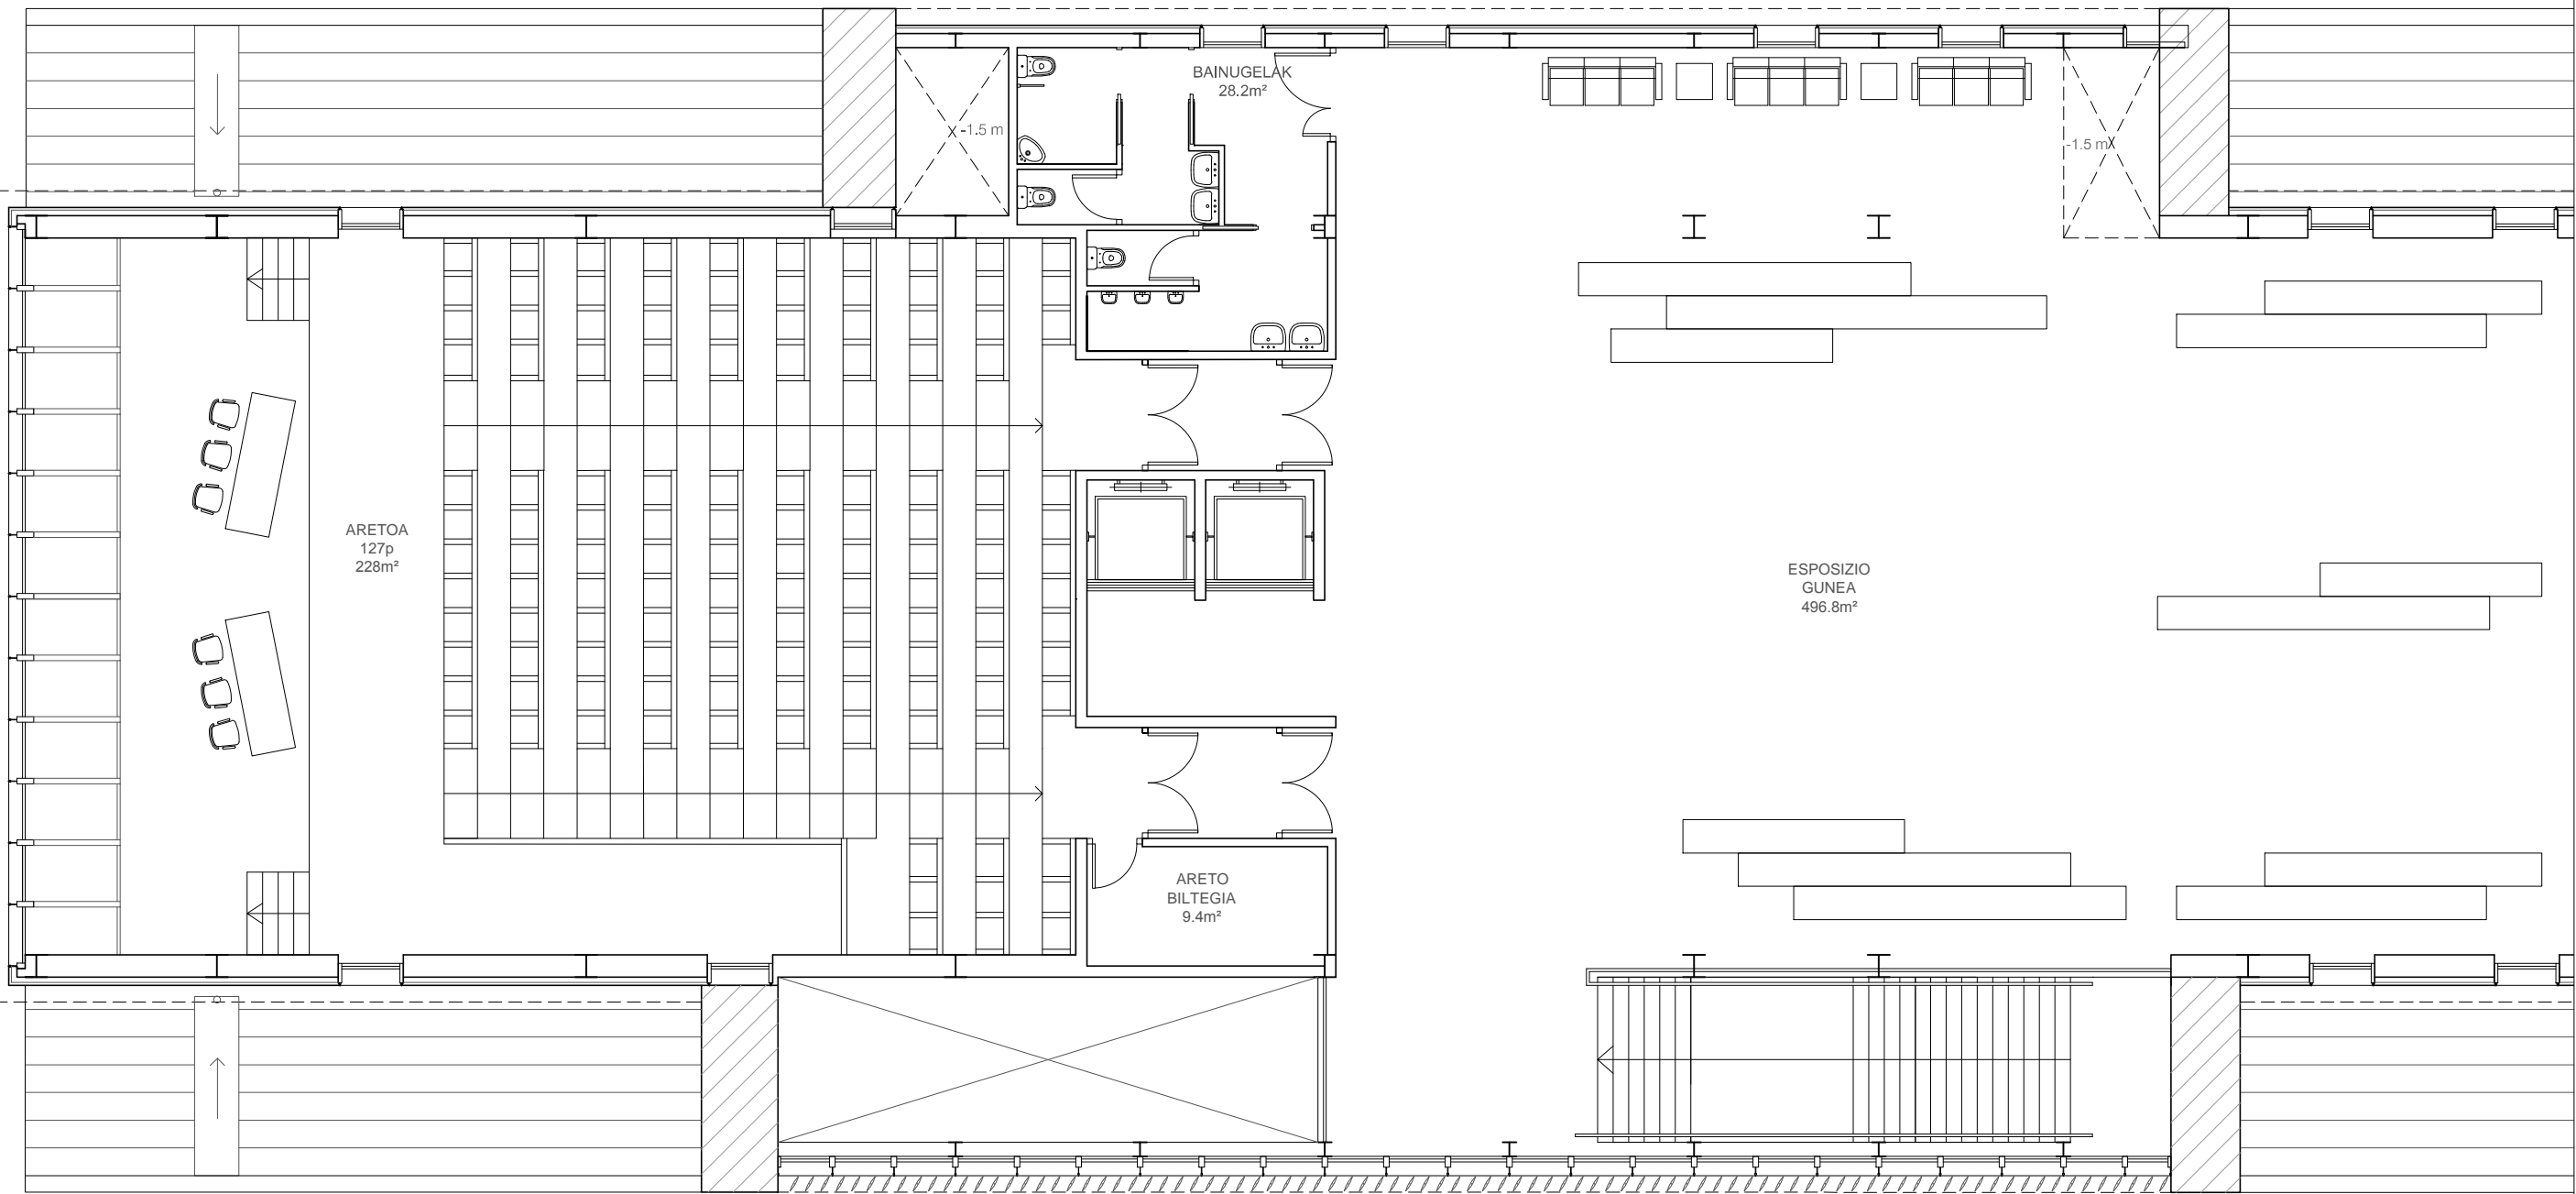 BAINUGELAK
28.2m²
-1.5 m
-1.5 m
ARETOA
127p
228m²
ESPOSIZIO
GUNEA
496.8m²
ARETO
BILTEGIA
9.4m²